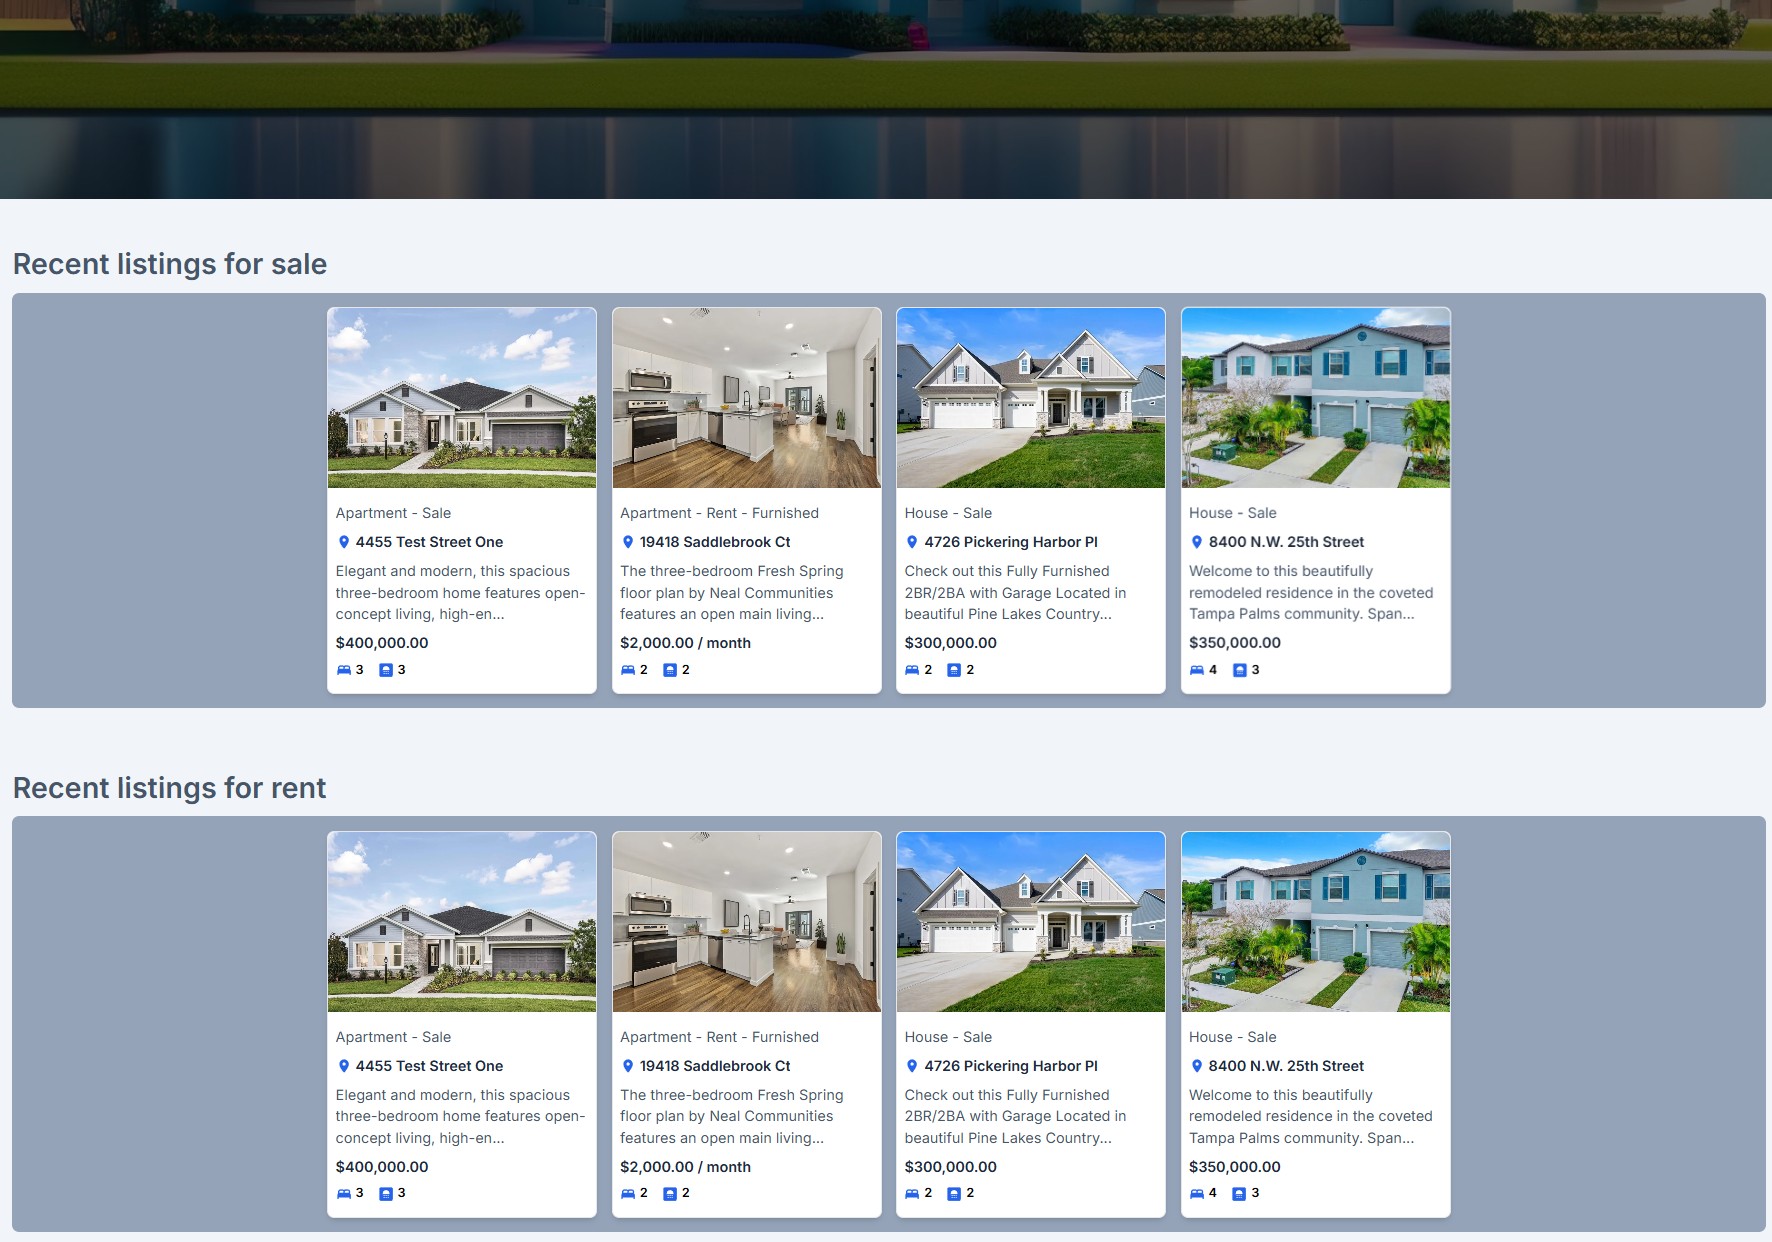 Recent listings for sale
Apartment - Sale
4455 Test Street One
Elegant and modern, this spacious
three-bedroom home features open-
concept living, high-en...
$400,000.00
3 3
Apartment - Rent - Furnished
19418 Saddlebrook Ct
The three-bedroom Fresh Spring
floor plan by Neal Communities
features an open main living...
$2,000.00 / month
2 2
House - Sale
4726 Pickering Harbor Pl
Check out this Fully Furnished
2BR/2BA with Garage Located in
beautiful Pine Lakes Country...
$300,000.00
2 2
House - Sale
8400 N.W. 25th Street
Welcome to this beautifully
remodeled residence in the coveted
Tampa Palms community. Span...
$350,000.00
4 3
Recent listings for rent
Apartment - Sale
4455 Test Street One
Elegant and modern, this spacious
three-bedroom home features open-
concept living, high-en...
$400,000.00
3 3
Apartment - Rent - Furnished
19418 Saddlebrook Ct
The three-bedroom Fresh Spring
floor plan by Neal Communities
features an open main living...
$2,000.00 / month
2 2
House - Sale
4726 Pickering Harbor Pl
Check out this Fully Furnished
2BR/2BA with Garage Located in
beautiful Pine Lakes Country...
$300,000.00
2 2
House - Sale
8400 N.W. 25th Street
Welcome to this beautifully
remodeled residence in the coveted
Tampa Palms community. Span...
$350,000.00
4 3